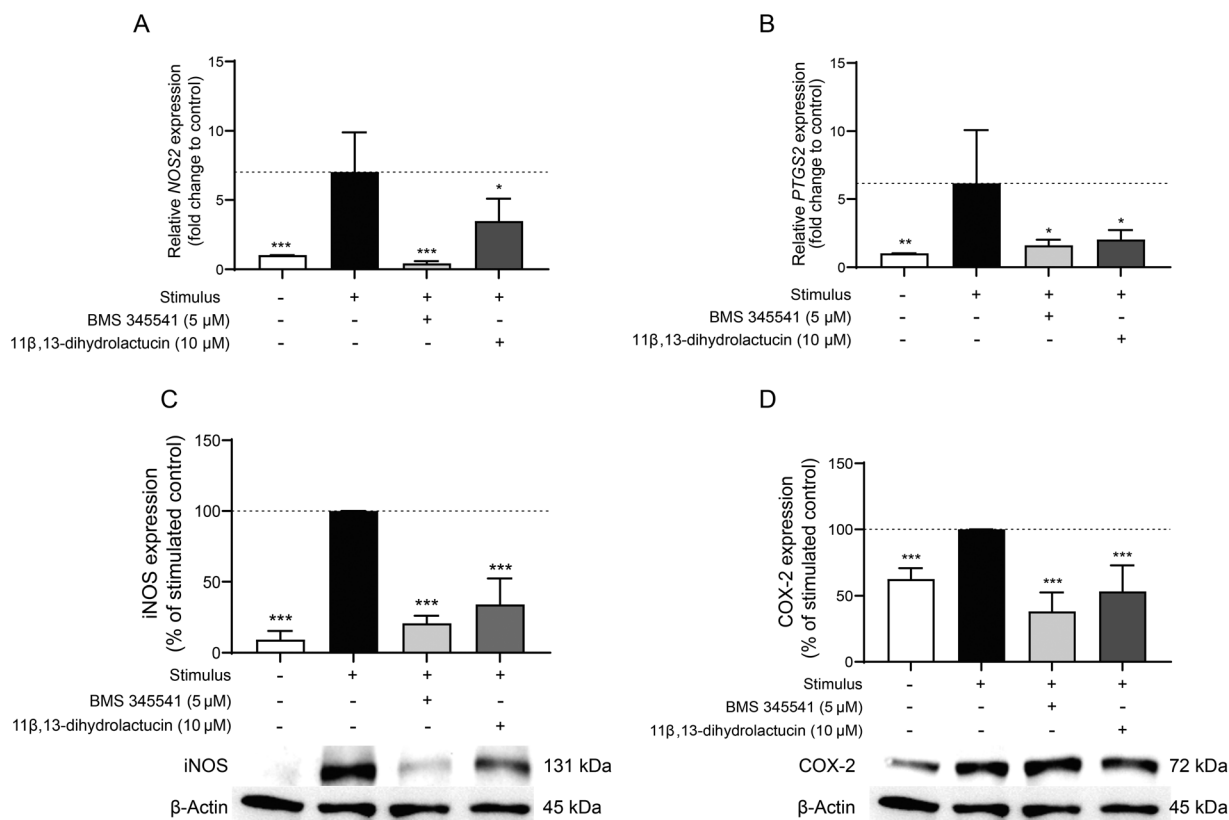 A
Relative NOS2 expression
(fold change to control)
15
10
5
0
***
***
*
Stimulus - + + +
BMS 345541 (5 µM) - - + -
11β,13-dihydrolactucin (10 µM) - - - +
B
Relative PTGS2 expression
(fold change to control)
15
10
5
0
**
*
*
Stimulus - + + +
BMS 345541 (5 µM) - - + -
11β,13-dihydrolactucin (10 µM) - - - +
C
iNOS expression
(% of stimulated control)
150
100
50
0
***
***
***
Stimulus - + + +
BMS 345541 (5 µM) - - + -
11β,13-dihydrolactucin (10 µM) - - - +
iNOS 131 kDa
β-Actin 45 kDa
D
COX-2 expression
(% of stimulated control)
150
100
50
0
***
***
***
Stimulus - + + +
BMS 345541 (5 µM) - - + -
11β,13-dihydrolactucin (10 µM) - - - +
COX-2 72 kDa
β-Actin 45 kDa